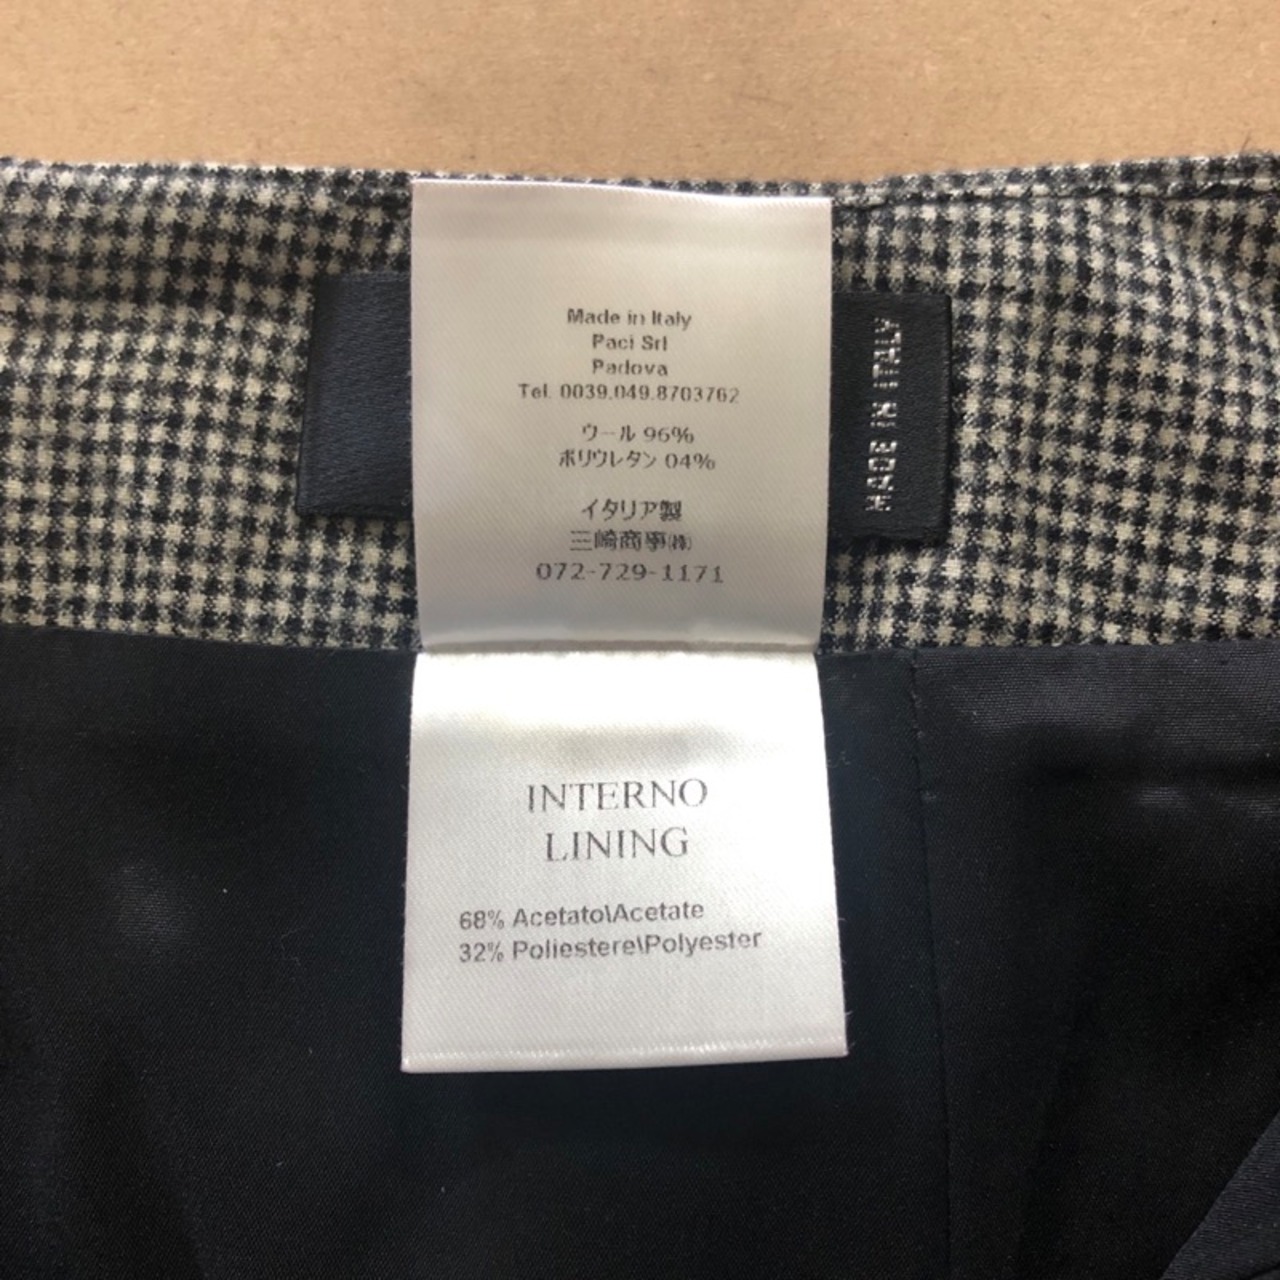 Made in Italy
Paci Srl
Padova
Tel. 0039.049.8703762
ウール 96%
ポリウレタン 04%
イタリア製
三崎商事㈱
072-729-1171
MADE IN ITALY
INTERNO
LINING
68% Acetato\Acetate
32% Poliestere\Polyester